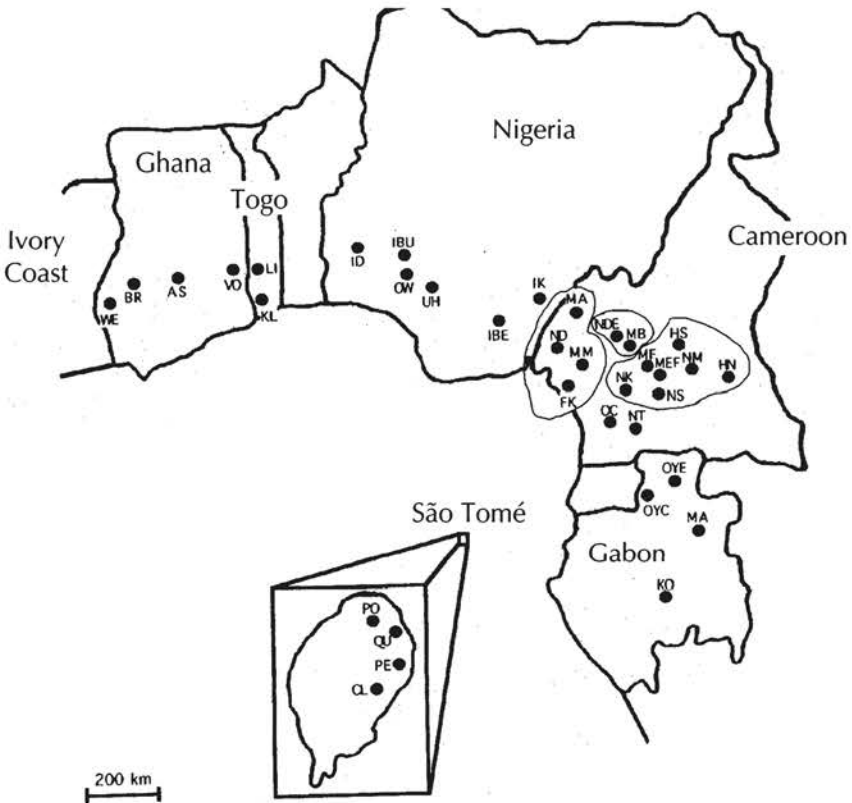 Nigeria
Ghana
Togo
Ivory
Coast
Cameroon
WE
BR
AS
VO
LI
KL
ID
IBU
OW
UH
IBE
IK
MA
ND
MM
FK
NDE
MB
HS
MF
MEF
NM
HN
NK
NS
OC
NT
OYE
OYC
MA
Gabon
KO
São Tomé
PO
QU
PE
CL
200 km